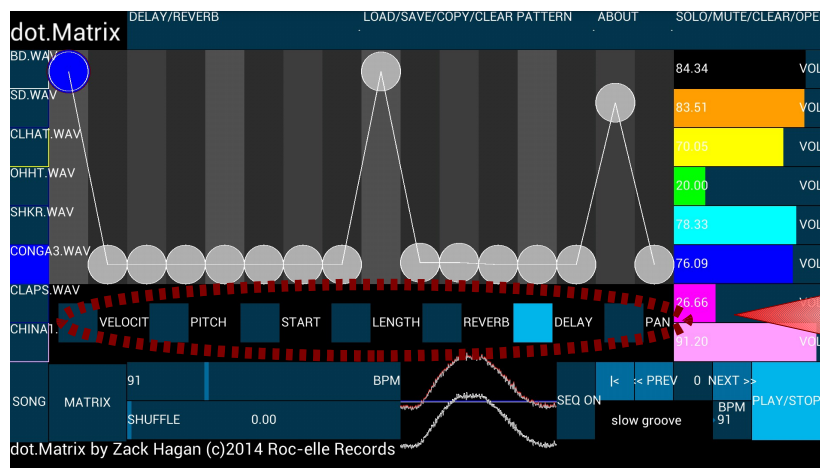 DELAY/REVERB LOAD/SAVE/COPY/CLEAR PATTERN ABOUT SOLO/MUTE/CLEAR/OPE
dot.Matrix
BD.WAV 84.34 VOL
SD.WAV 83.51 VOL
CLHAT.WAV 70.05 VOL
OHHT.WAV 20.00 VOL
SHKR.WAV 78.33 VOL
CONGA3.WAV 76.09 VOL
CLAPS.WAV 26.66
CHINA1. VELOCIT PITCH START LENGTH REVERB DELAY PAN 91.20 VOL
91 BPM |< << PREV 0 NEXT >>
SONG MATRIX SEQ ON BPM PLAY/STOP
SHUFFLE 0.00 slow groove 91
dot.Matrix by Zack Hagan (c)2014 Roc-elle Records